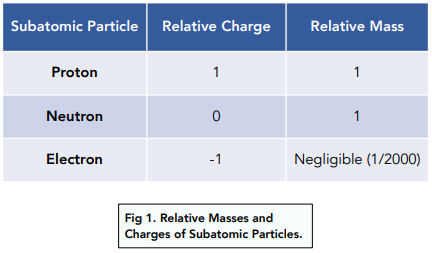 Subatomic Particle Relative Charge Relative Mass
Proton 1 1
Neutron 0 1
Electron -1 Negligible (1/2000)
Fig 1. Relative Masses and
Charges of Subatomic Particles.